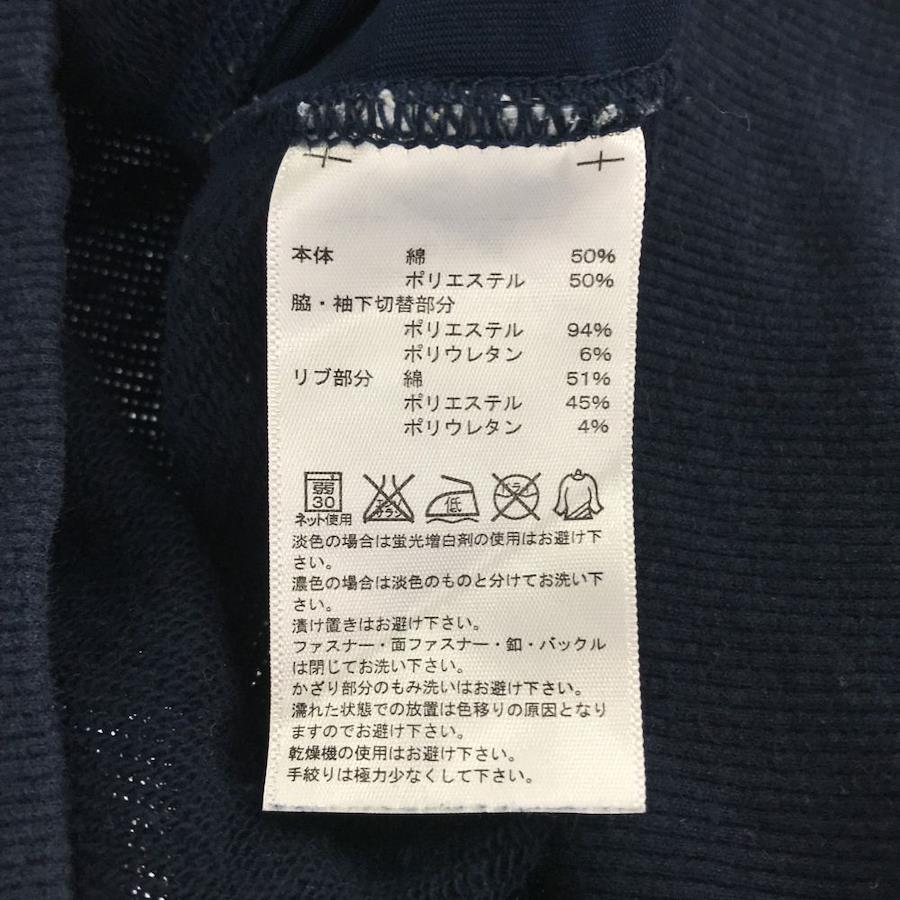 本体 綿 50%
ポリエステル 50%
脇・袖下切替部分
ポリエステル 94%
ポリウレタン 6%
リブ部分 綿 51%
ポリエステル 45%
ポリウレタン 4%
弱
30
ネット使用
エンソ
サラシ
低
ドライ
淡色の場合は蛍光増白剤の使用はお避け下
さい。
濃色の場合は淡色のものと分けてお洗い下
さい。
漬け置きはお避け下さい。
ファスナー・面ファスナー・釦・バックル
は閉じてお洗い下さい。
かざり部分のもみ洗いはお避け下さい。
濡れた状態での放置は色移りの原因となり
ますのでお避け下さい。
乾燥機の使用はお避け下さい。
手絞りは極力少なくして下さい。